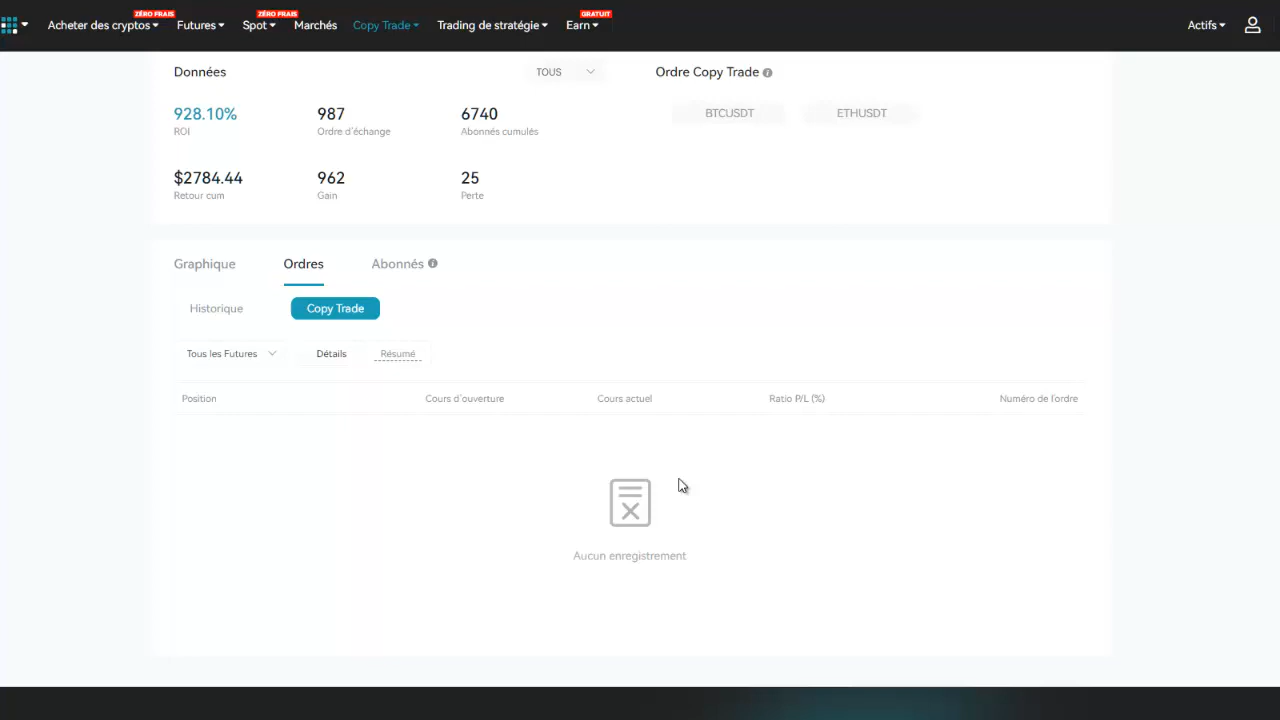 ZÉRO FRAIS ZÉRO FRAIS GRATUIT
Acheter des cryptos Futures Spot Marchés Copy Trade Trading de stratégie Earn Actifs
Données TOUS Ordre Copy Trade
928.10% 987 6740 BTCUSDT ETHUSDT
ROI Ordre d'échange Abonnés cumulés
$2784.44 962 25
Retour cum Gain Perte
Graphique Ordres Abonnés
Historique Copy Trade
Tous les Futures Détails Résumé
Position Cours d'ouverture Cours actuel Ratio P/L (%) Numéro de l'ordre
Aucun enregistrement